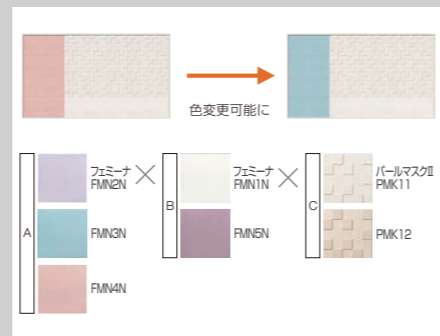 色変更可能に
A
フェミーナ
FMN2N
FMN3N
FMN4N
×
B
フェミーナ
FMN1N
FMN5N
×
C
パールマスクⅡ
PMK11
PMK12